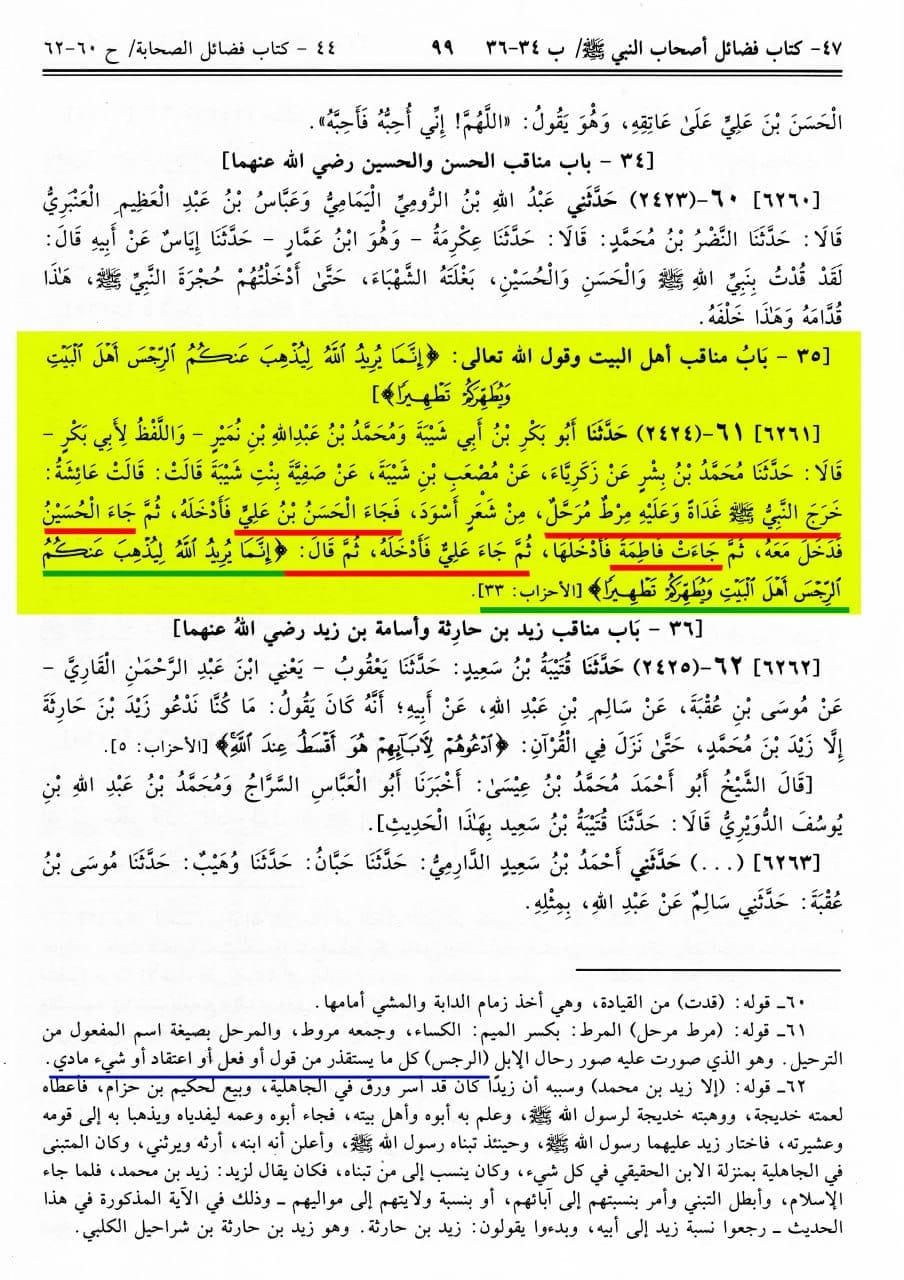 ٤٧- كتاب فضائل أصحاب النبي ﷺ/ ب ٣٤-٣٦ ٩٩ ٤٤ - كتاب فضائل الصحابة/ ح ٦٠-٦٢
الْحَسَنَ بْنَ عَلِيٍّ عَلَىٰ عَاتِقِهِ، وَهُوَ يَقُولُ: «اللَّهُمَّ! إِنِّي أُحِبُّهُ فَأَحِبَّهُ».
[٣٤ - باب مناقب الحسن والحسين رضي الله عنهما]
[٦٢٦٠] ٦٠-(٢٤٢٣) حَدَّثَنِي عَبْدُ اللهِ بْنُ الرُّومِيِّ الْيَمَامِيُّ وَعَبَّاسُ بْنُ عَبْدِ الْعَظِيمِ الْعَنْبَرِيُّ
قَالَا: حَدَّثَنَا النَّضْرُ بْنُ مُحَمَّدٍ: قَالَا: حَدَّثَنَا عِكْرِمَةُ - وَهُوَ ابْنُ عَمَّارٍ - حَدَّثَنَا إِيَاسٌ عَنْ أَبِيهِ قَالَ:
لَقَدْ قُدْتُ بِنَبِيِّ اللهِ ﷺ وَالْحَسَنِ وَالْحُسَيْنِ، بَغْلَتَهُ الشَّهْبَاءَ، حَتَّىٰ أَدْخَلْتُهُمْ حُجْرَةَ النَّبِيِّ ﷺ، هَٰذَا
قُدَّامَهُ وَهَٰذَا خَلْفَهُ.
[٣٥ - بَابُ مناقب أهل البيت وقول الله تعالى: ﴿إِنَّمَا يُرِيدُ ٱللَّهُ لِيُذْهِبَ عَنكُمُ ٱلرِّجْسَ أَهْلَ ٱلْبَيْتِ
وَيُطَهِّرَكُمْ تَطْهِيرًا﴾]
[٦٢٦١] ٦١-(٢٤٢٤) حَدَّثَنَا أَبُو بَكْرِ بْنُ أَبِي شَيْبَةَ وَمُحَمَّدُ بْنُ عَبْدِاللهِ بْنِ نُمَيْرٍ - وَاللَّفْظُ لِأَبِي بَكْرٍ -
قَالَا: حَدَّثَنَا مُحَمَّدُ بْنُ بِشْرٍ عَنْ زَكَرِيَّاءَ، عَنْ مُصْعَبِ بْنِ شَيْبَةَ، عَنْ صَفِيَّةَ بِنْتِ شَيْبَةَ قَالَتْ: قَالَتْ عَائِشَةُ:
خَرَجَ النَّبِيُّ ﷺ غَدَاةً وَعَلَيْهِ مِرْطٌ مُرَحَّلٌ، مِنْ شَعَرٍ أَسْوَدَ، فَجَاءَ الْحَسَنُ بْنُ عَلِيٍّ فَأَدْخَلَهُ، ثُمَّ جَاءَ الْحُسَيْنُ
فَدَخَلَ مَعَهُ، ثُمَّ جَاءَتْ فَاطِمَةُ فَأَدْخَلَهَا، ثُمَّ جَاءَ عَلِيٌّ فَأَدْخَلَهُ، ثُمَّ قَالَ: ﴿إِنَّمَا يُرِيدُ ٱللَّهُ لِيُذْهِبَ عَنكُمُ
ٱلرِّجْسَ أَهْلَ ٱلْبَيْتِ وَيُطَهِّرَكُمْ تَطْهِيرًا﴾ [الأحزاب: ٣٣].
[٣٦ - بَاب مناقب زيد بن حارثة وأسامة بن زيد رضي اللهُ عنهما]
[٦٢٦٢] ٦٢-(٢٤٢٥) حَدَّثَنَا قُتَيْبَةُ بْنُ سَعِيدٍ: حَدَّثَنَا يَعْقُوبُ - يَعْنِي ابْنَ عَبْدِ الرَّحْمَٰنِ الْقَارِيَّ -
عَنْ مُوسَى بْنِ عُقْبَةَ، عَنْ سَالِمِ بْنِ عَبْدِ اللهِ، عَنْ أَبِيهِ؛ أَنَّهُ كَانَ يَقُولُ: مَا كُنَّا نَدْعُو زَيْدَ بْنَ حَارِثَةَ
إِلَّا زَيْدَ بْنَ مُحَمَّدٍ، حَتَّىٰ نَزَلَ فِي الْقُرْآنِ: ﴿ٱدْعُوهُمْ لِأَبَآئِهِمْ هُوَ أَقْسَطُ عِندَ ٱللَّهِ﴾ [الأحزاب: ٥].
[قَالَ الشَّيْخُ أَبُو أَحْمَدَ مُحَمَّدُ بْنُ عِيْسَىٰ: أَخْبَرَنَا أَبُو الْعَبَّاسِ السَّرَّاجُ وَمُحَمَّدُ بْنُ عَبْدِ اللهِ بْنِ
يُوسُفَ الدُّوَيْرِيُّ قَالَا: حَدَّثَنَا قُتَيْبَةُ بْنُ سَعِيدٍ بِهَٰذَا الْحَدِيثِ].
[٦٢٦٣] (...) حَدَّثَنِي أَحْمَدُ بْنُ سَعِيدٍ الدَّارِمِيُّ: حَدَّثَنَا حَبَّانُ: حَدَّثَنَا وُهَيْبٌ: حَدَّثَنَا مُوسَى بْنُ
عُقْبَةَ: حَدَّثَنِي سَالِمٌ عَنْ عَبْدِ اللهِ، بِمِثْلِهِ.
٦٠- قوله: (قدت) من القيادة، وهي أخذ زمام الدابة والمشي أمامها.
٦١- قوله: (مرط مرحل) المرط: بكسر الميم: الكساء، وجمعه مروط، والمرحل بصيغة اسم المفعول من
الترحيل. وهو الذي صورت عليه صور رحال الإبل (الرجس) كل ما يستقذر من قول أو فعل أو اعتقاد أو شيء مادي.
٦٢- قوله: (إلا زيد بن محمد) وسببه أن زيدًا كان قد أسر ورق في الجاهلية، وبيع لحكيم بن حزام، فأعطاه
لعمته خديجة، ووهبته خديجة لرسول الله ﷺ، وعلم به أبوه وأهل بيته، فجاء أبوه وعمه ليفدياه ويذهبا به إلى قومه
وعشيرته، فاختار زيد عليهما رسول الله ﷺ، وحينئذ تبناه رسول الله ﷺ، وأعلن أنه ابنه، أرثه ويرثني، وكان المتبنى
في الجاهلية بمنزلة الابن الحقيقي في كل شيء، وكان ينسب إلى من تبناه، فكان يقال لزيد: زيد بن محمد، فلما جاء
الإسلام، وأبطل التبني وأمر بنسبتهم إلى آبائهم، أو بنسبة ولايتهم إلى مواليهم ـ وذلك في الآية المذكورة في هذا
الحديث ـ رجعوا نسبة زيد إلى أبيه، وبدءوا يقولون: زيد بن حارثة. وهو زيد بن حارثة بن شراحيل الكلبي.